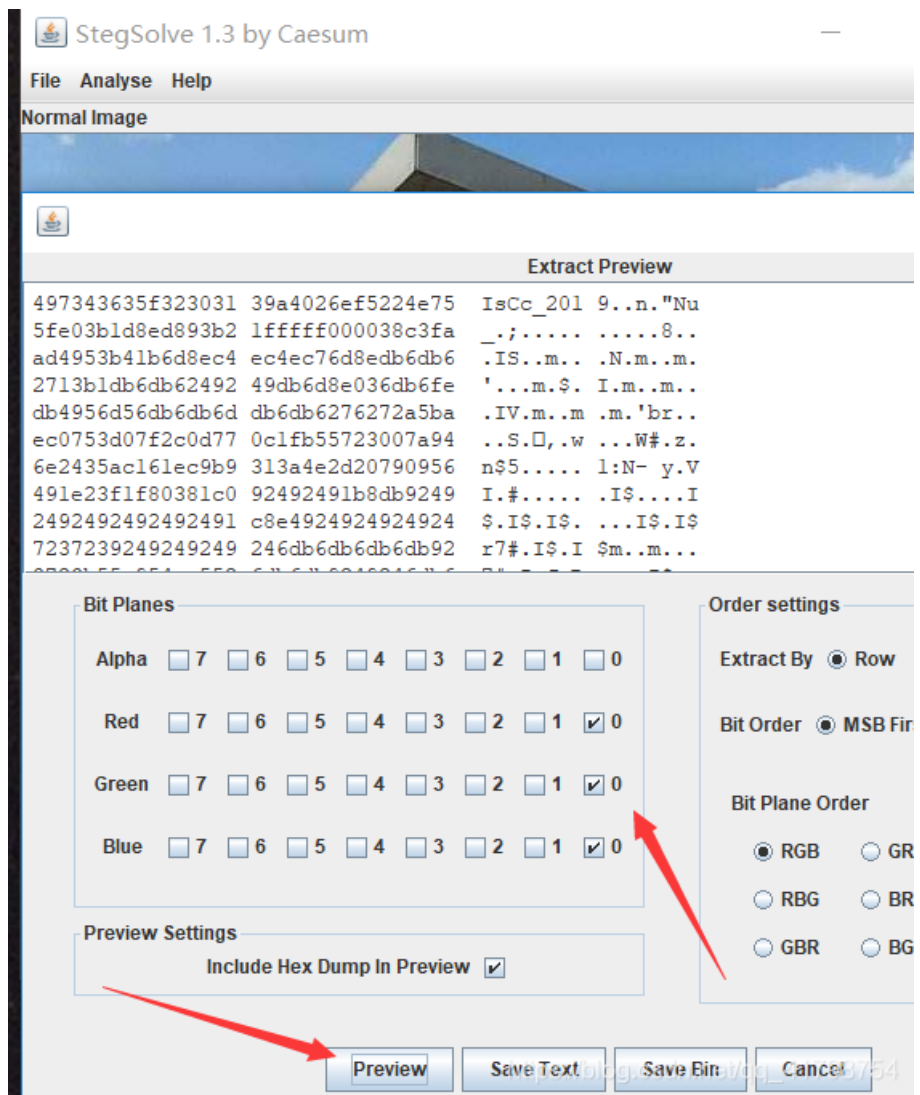 StegSolve 1.3 by Caesum
File Analyse Help
Normal Image
Extract Preview
497343635f323031 39a4026ef5224e75 IsCc_201 9..n."Nu
5fe03b1d8ed893b2 1fffff000038c3fa _.;..... .....8..
ad4953b41b6d8ec4 ec4ec76d8edb6db6 .IS..m.. .N.m..m.
2713b1db6db62492 49db6d8e036db6fe '...m.$. I.m..m..
db4956d56db6db6d db6db6276272a5ba .IV.m..m .m.'br..
ec0753d07f2c0d77 0c1fb55723007a94 ..S.□,.w ...W#.z.
6e2435ac161ec9b9 313a4e2d20790956 n$5..... 1:N- y.V
491e23f1f80381c0 92492491b8db9249 I.#..... .I$....I
2492492492492491 c8e4924924924924 $.I$.I$. ...I$.I$
7237239249249249 246db6db6db6db92 r7#.I$.I $m..m...
Bit Planes
Order settings
Alpha 7 6 5 4 3 2 1 0
Extract By Row
Red 7 6 5 4 3 2 1 0
Bit Order MSB Fir
Green 7 6 5 4 3 2 1 0
Bit Plane Order
Blue 7 6 5 4 3 2 1 0
RGB GR
RBG BR
GBR BG
Preview Settings
Include Hex Dump In Preview
Preview Save Text Save Bin Cancel